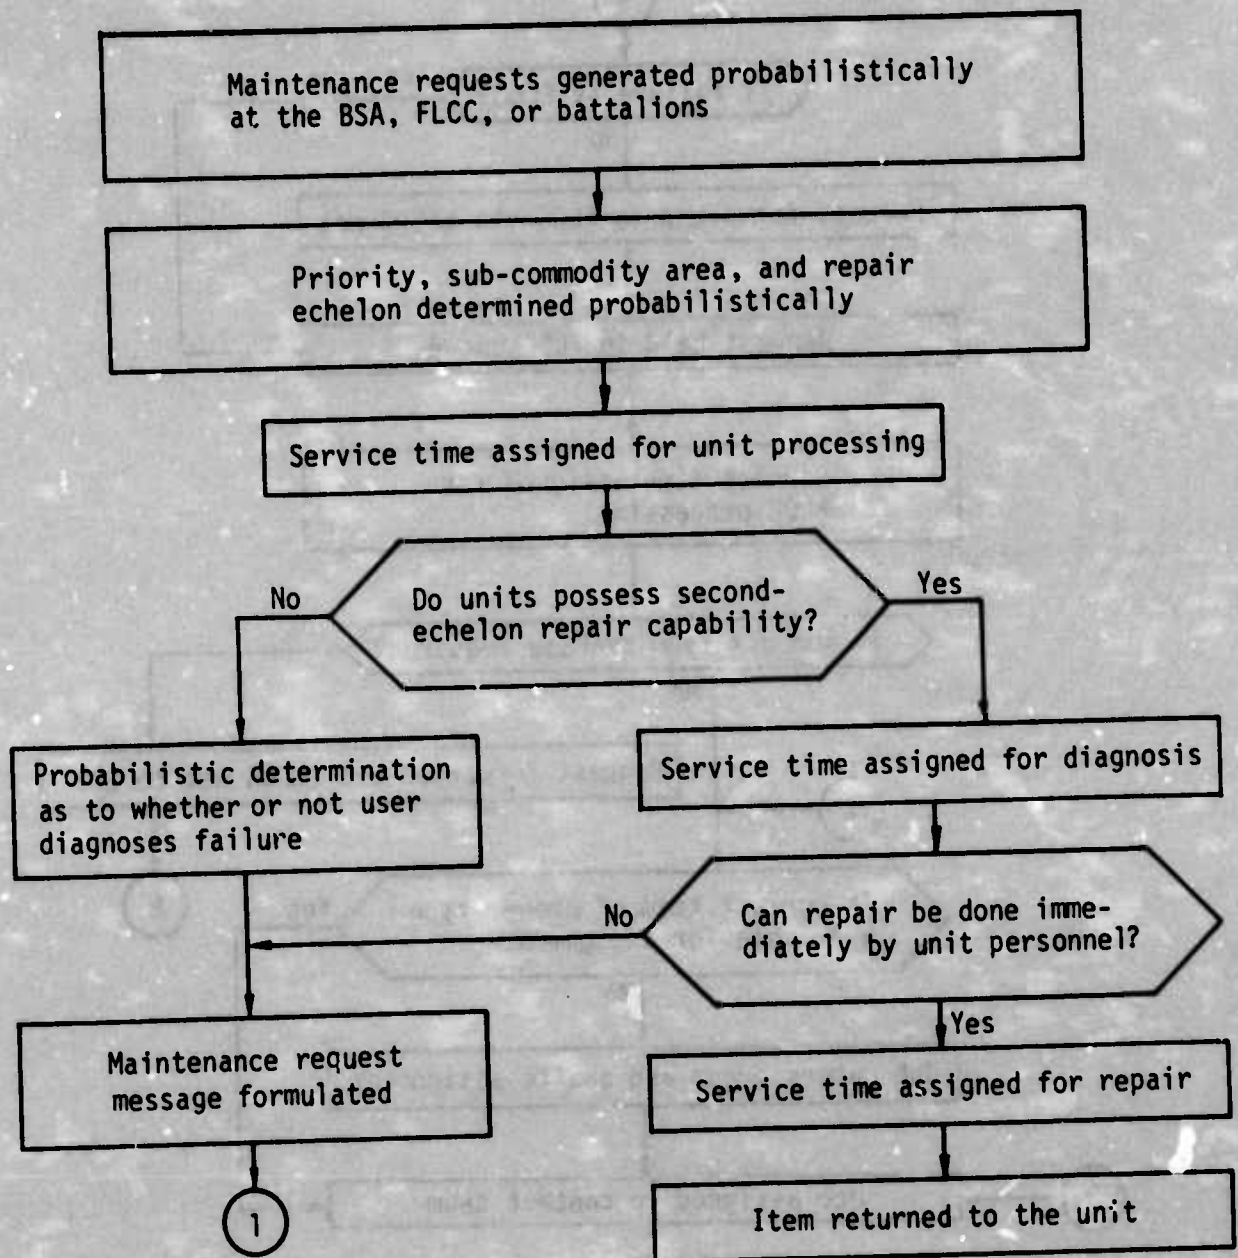 Maintenance requests generated probabilistically
at the BSA, FLCC, or battalions
Priority, sub-commodity area, and repair
echelon determined probabilistically
Service time assigned for unit processing
No
Do units possess second-
echelon repair capability?
Yes
Probabilistic determination
as to whether or not user
diagnoses failure
Service time assigned for diagnosis
No
Can repair be done imme-
diately by unit personnel?
Yes
Maintenance request
message formulated
Service time assigned for repair
1
Item returned to the unit